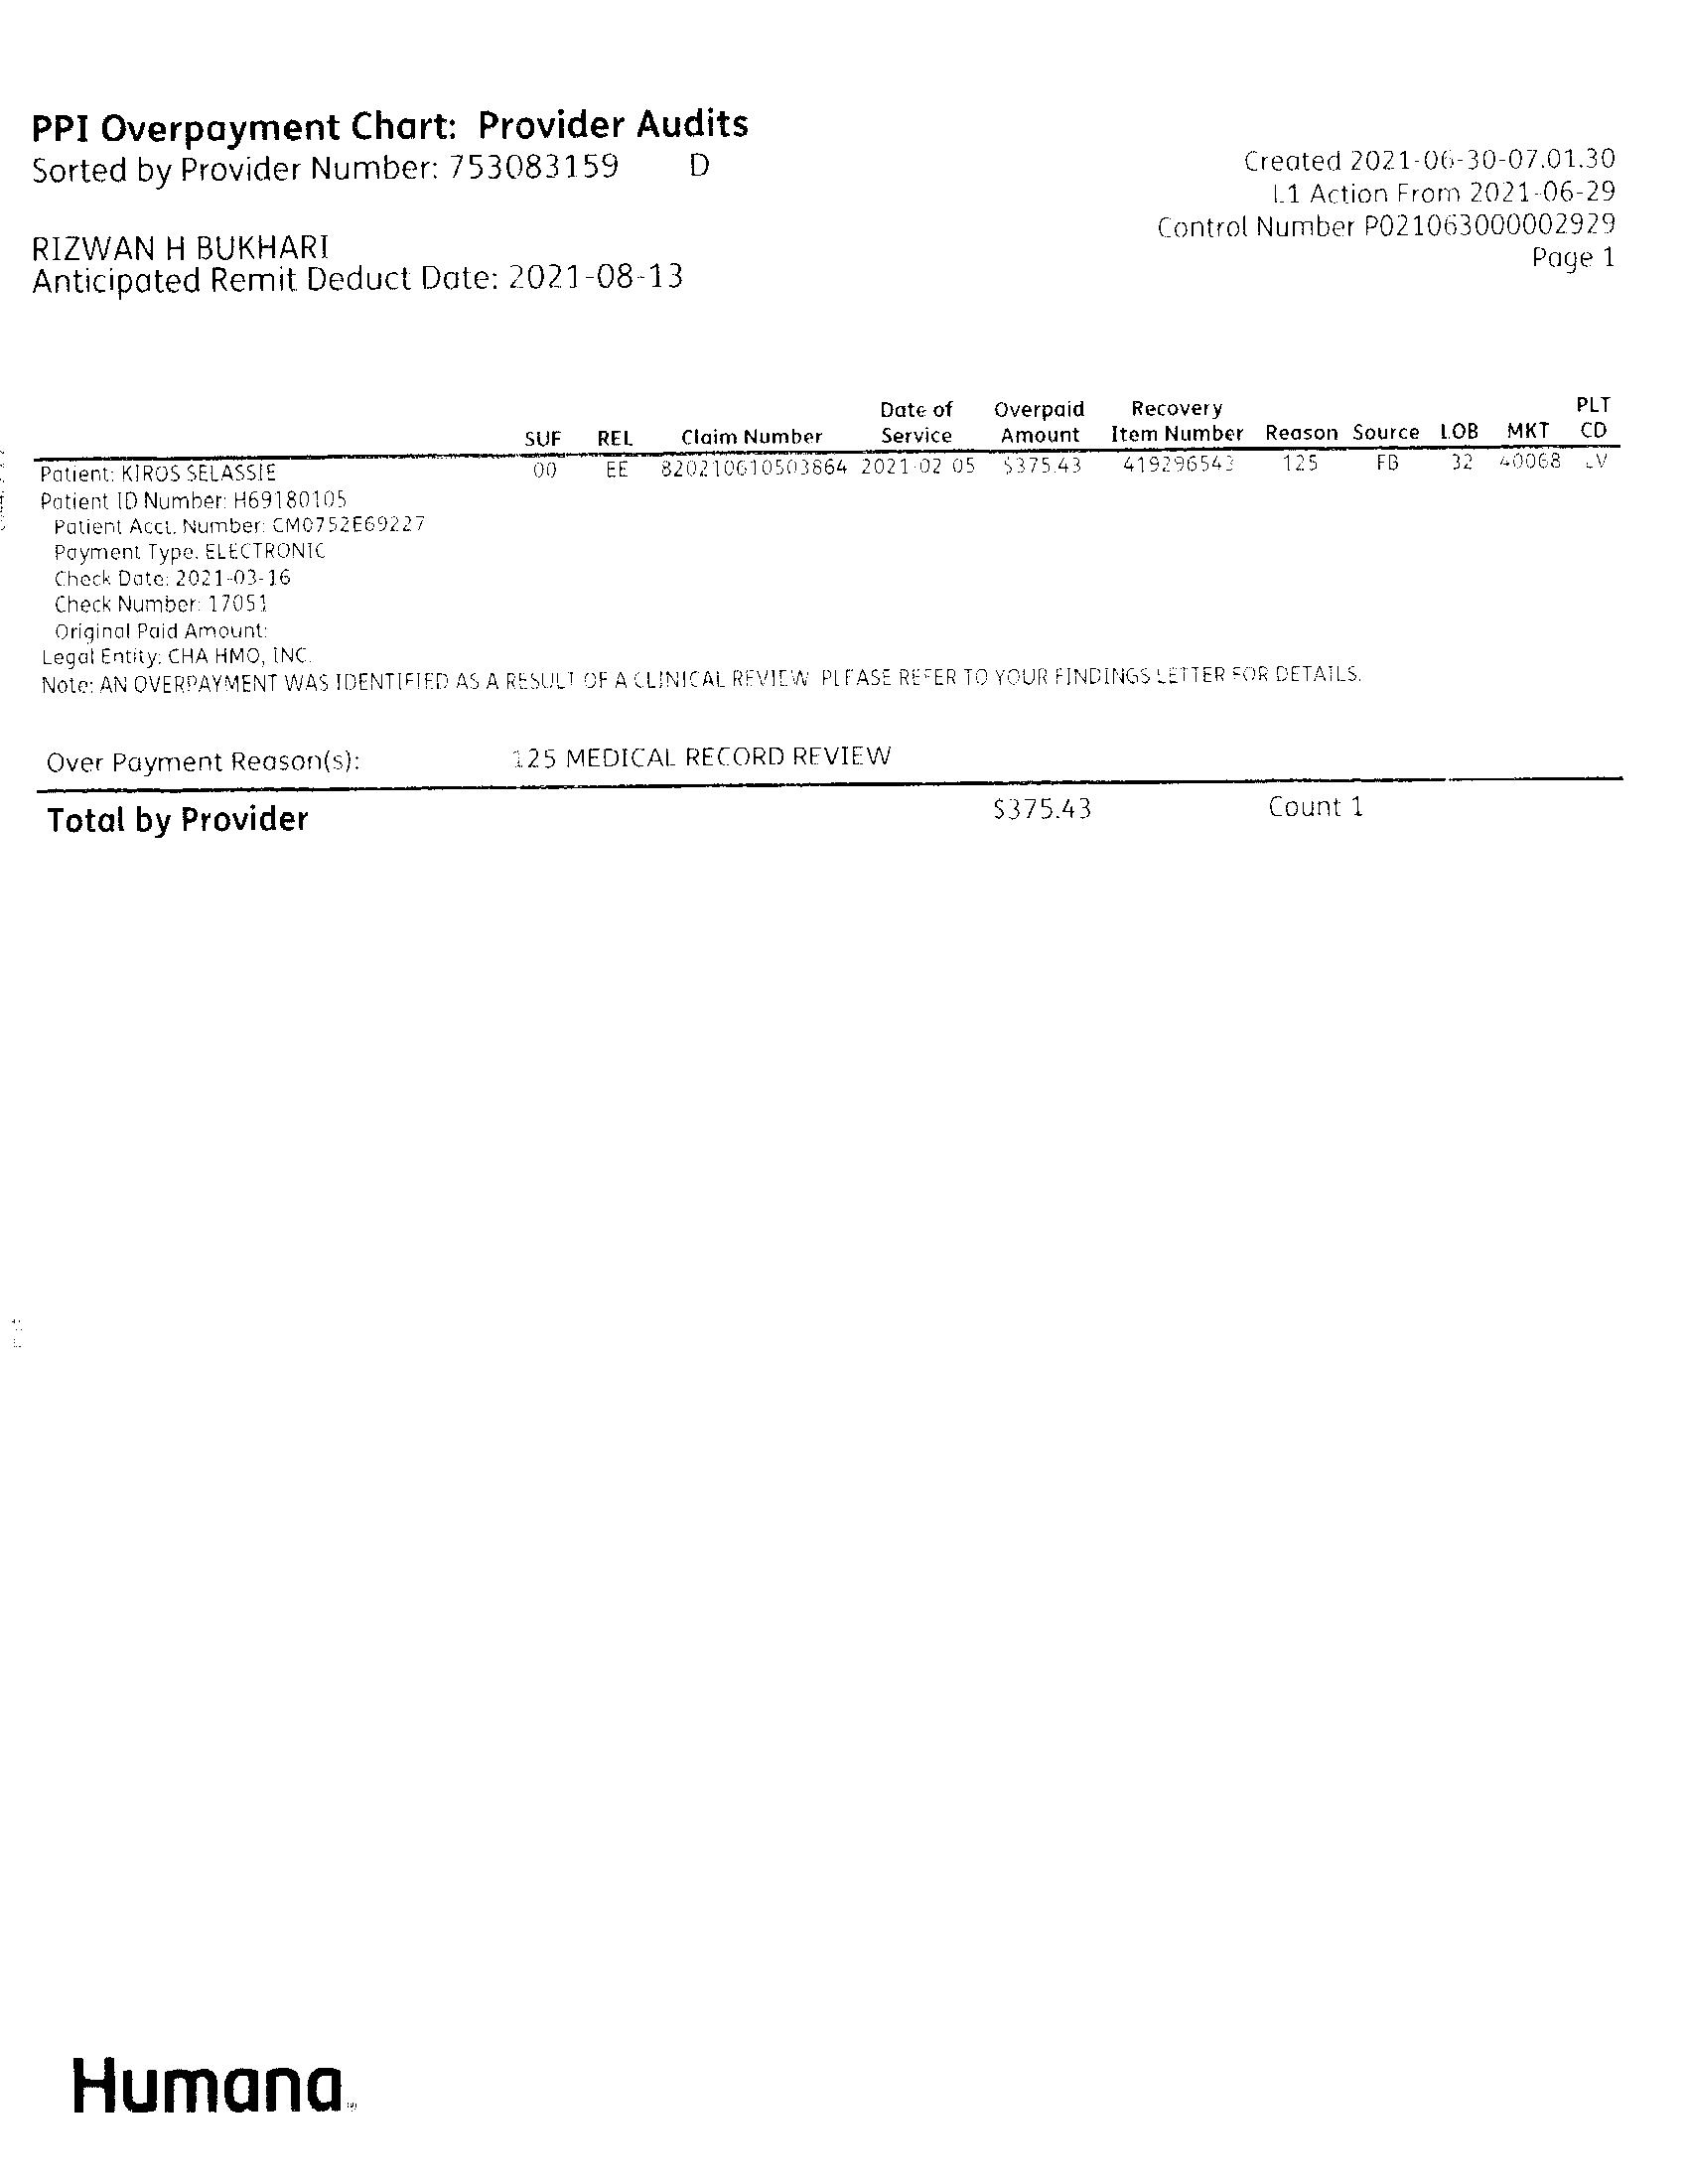 PPI Overpayment Chart: Provider Audits
Sorted by Provider Number: 753083159 D
Created 2021-06-30-07.01.30
L1 Action From 2021-06-29
Control Number P021063000002929
Page 1
RIZWAN H BUKHARI
Anticipated Remit Deduct Date: 2021-08-13
SUF REL Claim Number Date of Service Overpaid Amount Recovery Item Number Reason Source LOB MKT PLT CD
Patient: KIROS SELASSIE 00 EE 820210610503864 2021-02-05 $375.43 419296543 125 FB 32 40068
Patient ID Number: H69180105
Patient Acct. Number: CM0752E69227
Payment Type: ELECTRONIC
Check Date: 2021-03-16
Check Number: 17051
Original Paid Amount:
Legal Entity: CHA HMO, INC.
Note: AN OVERPAYMENT WAS IDENTIFIED AS A RESULT OF A CLINICAL REVIEW PLEASE REFER TO YOUR FINDINGS LETTER FOR DETAILS.
Over Payment Reason(s): 125 MEDICAL RECORD REVIEW
Total by Provider $375.43 Count 1
Humana